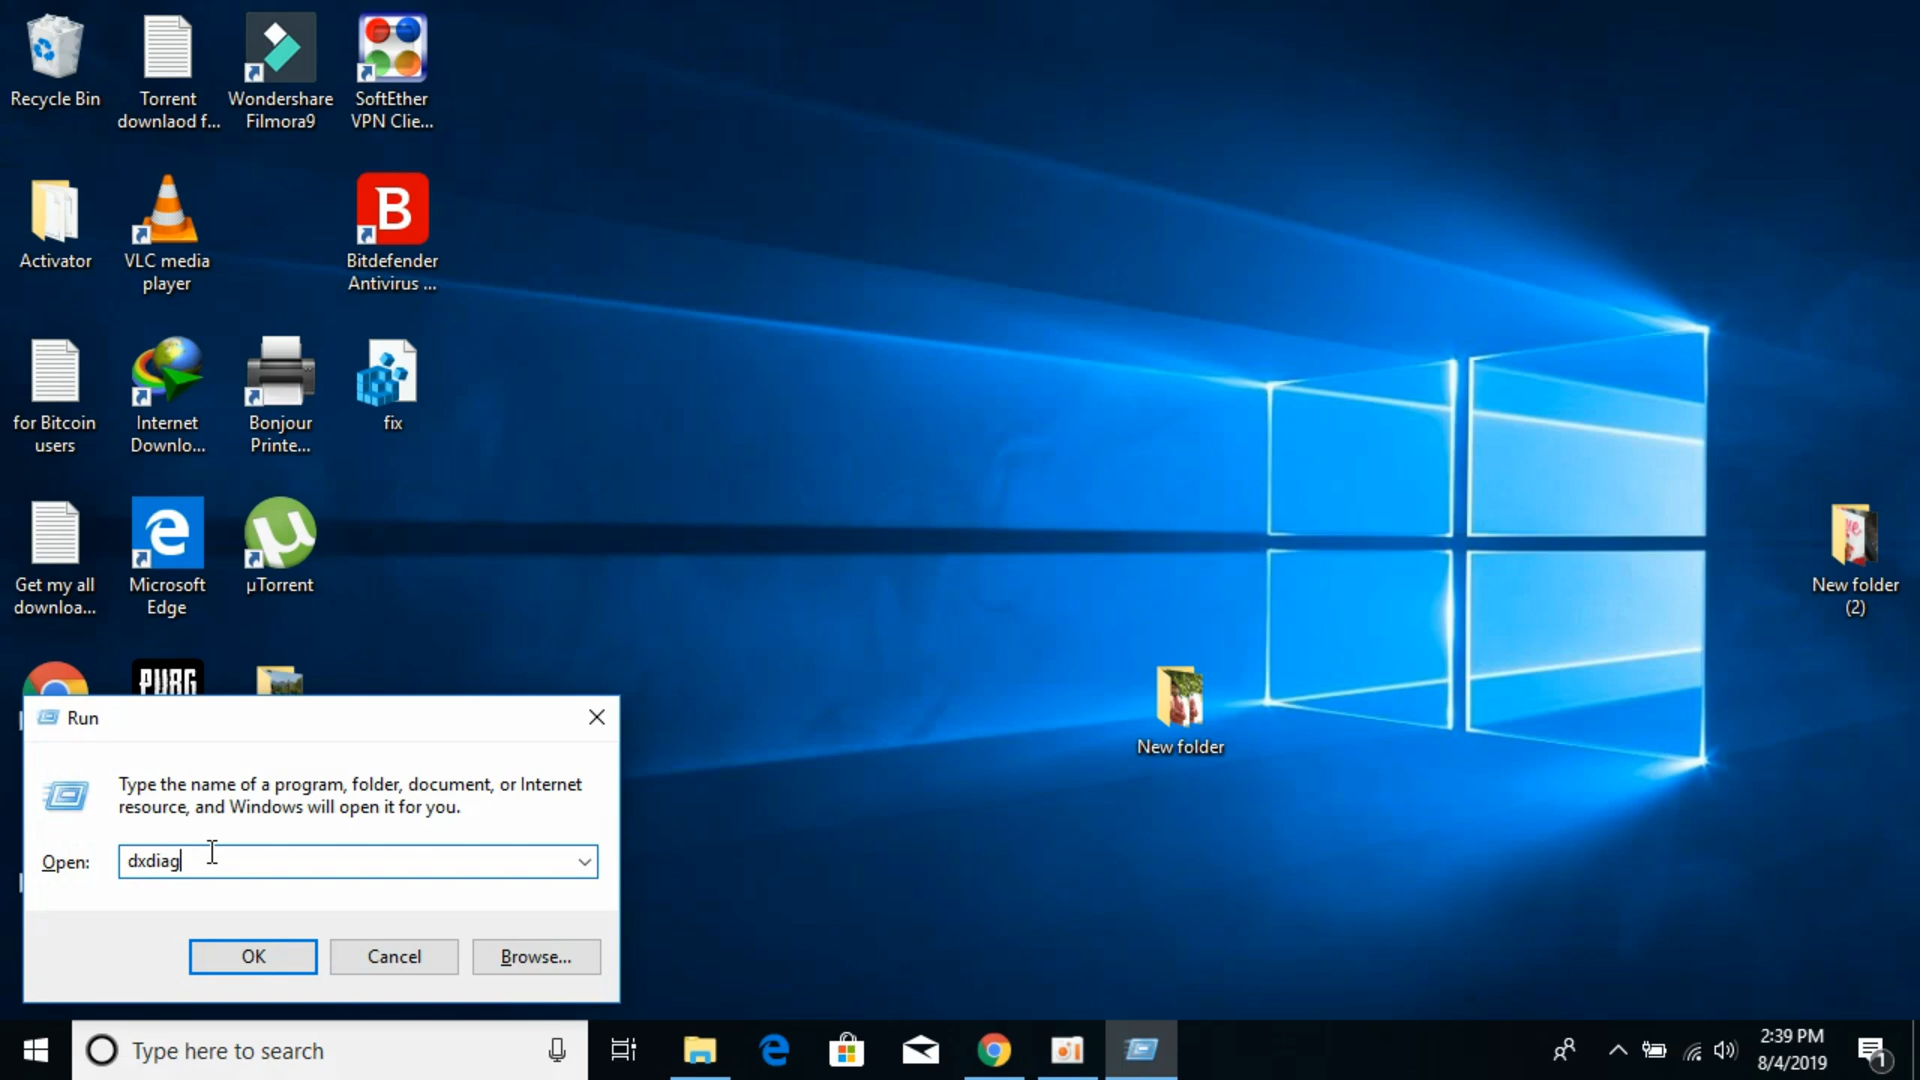 Recycle Bin
Torrent
downlaod f...
Wondershare
Filmora9
SoftEther
VPN Clie...
Activator
VLC media
player
B
Bitdefender
Antivirus ...
for Bitcoin
users
Internet
Downlo...
Bonjour
Printe...
fix
Get my all
downloa...
Microsoft
Edge
µTorrent
New folder
(2)
PUBG
New folder
Run
Type the name of a program, folder, document, or Internet
resource, and Windows will open it for you.
Open:
dxdiag
OK
Cancel
Browse...
Type here to search
2:39 PM
8/4/2019
1